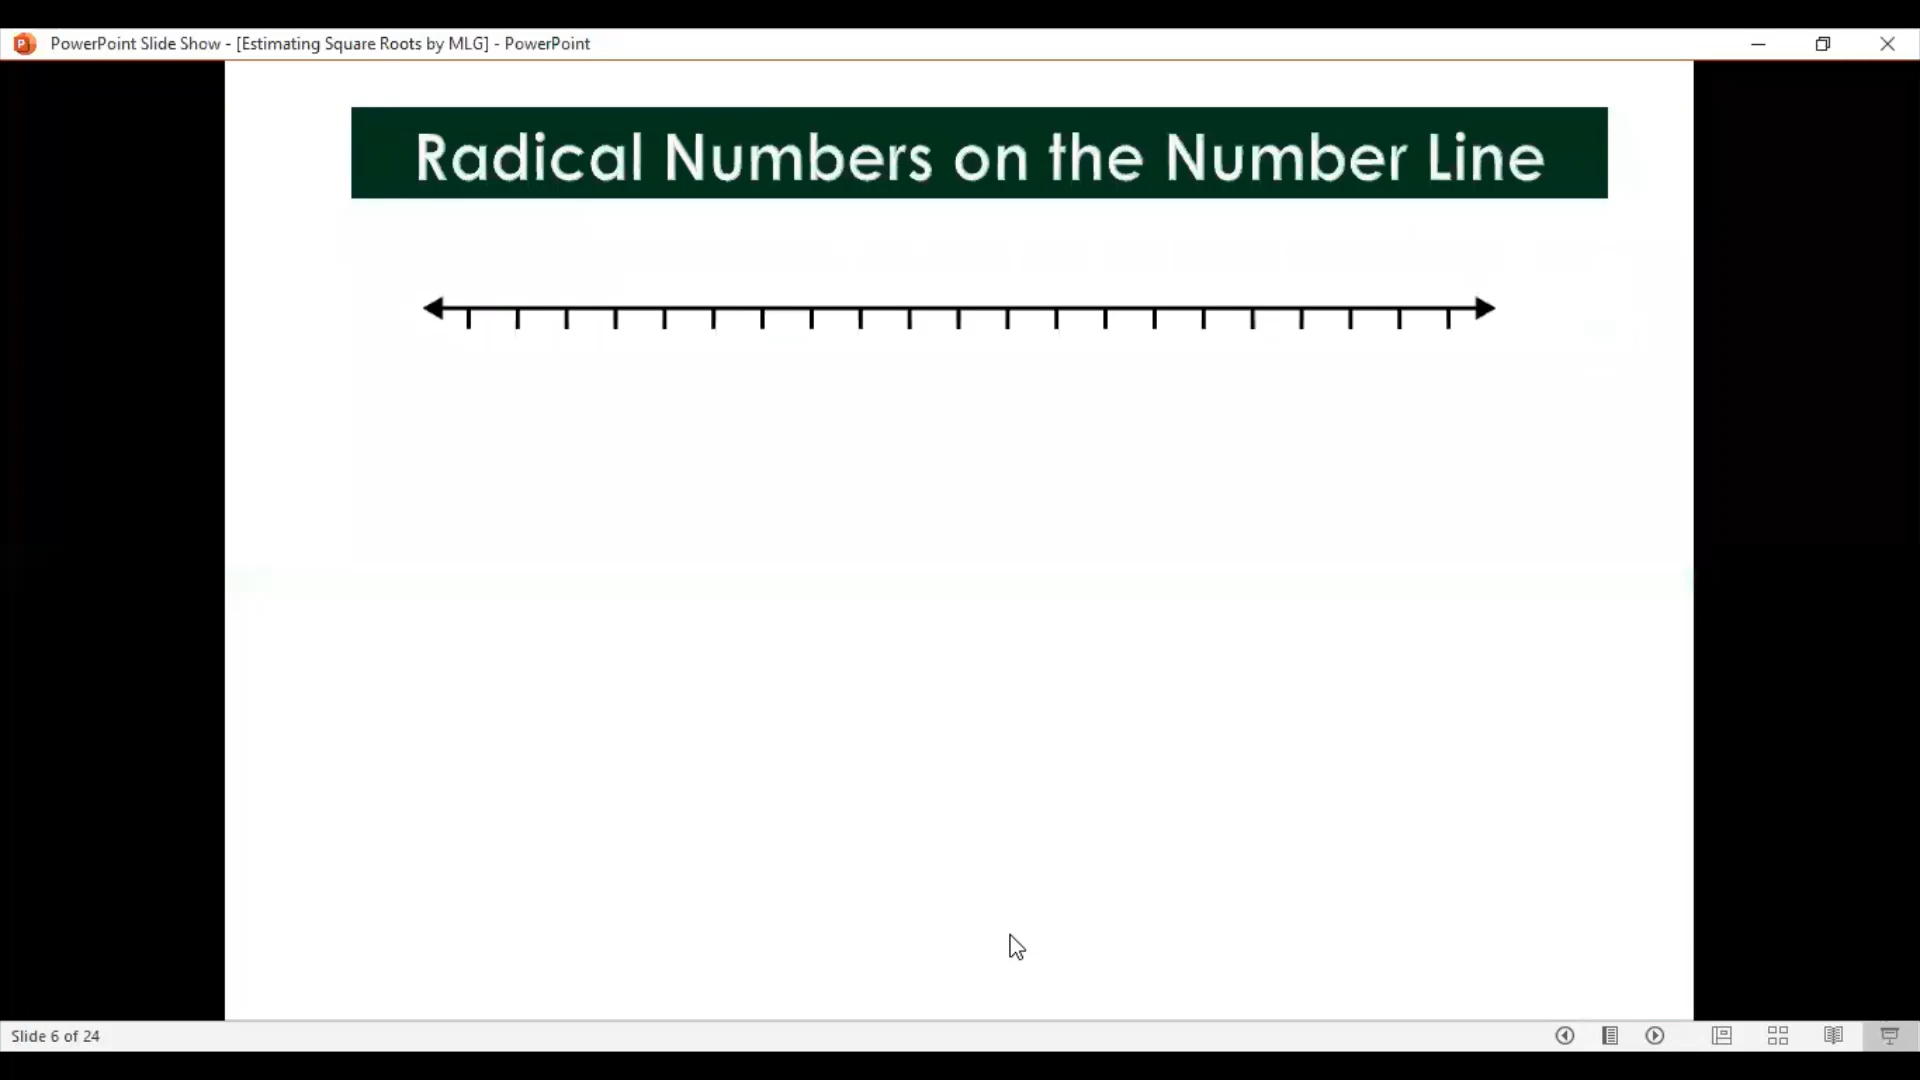 PowerPoint Slide Show - [Estimating Square Roots by MLG] - PowerPoint
Radical Numbers on the Number Line
Slide 6 of 24